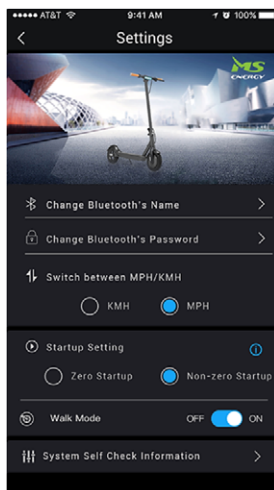 AT&T 9:41 AM 100%
Settings
MS
ENERGY
Change Bluetooth's Name
Change Bluetooth's Password
Switch between MPH/KMH
KMH MPH
Startup Setting
Zero Startup Non-zero Startup
Walk Mode OFF ON
System Self Check Information